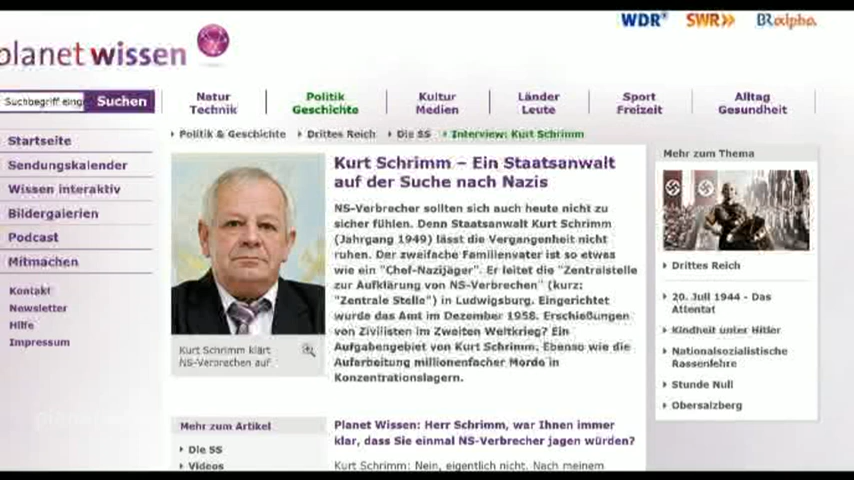 WDR SWR BR alpha
planet wissen
Suchbegriff eing Suchen
Natur Technik
Politik Geschichte
Kultur Medien
Länder Leute
Sport Freizeit
Alltag Gesundheit
Politik & Geschichte Drittes Reich Die SS Interview: Kurt Schrimm
Startseite
Sendungskalender
Wissen interaktiv
Bildergalerien
Podcast
Mitmachen
Kontakt
Newsletter
Hilfe
Impressum
Kurt Schrimm klärt
NS-Verbrechen auf
Kurt Schrimm – Ein Staatsanwalt
auf der Suche nach Nazis
NS-Verbrecher sollten sich auch heute nicht zu
sicher fühlen. Denn Staatsanwalt Kurt Schrimm
(Jahrgang 1949) lässt die Vergangenheit nicht
ruhen. Der zweifache Familienvater ist so etwas
wie ein "Chef-Nazijäger". Er leitet die "Zentralstelle
zur Aufklärung von NS-Verbrechen" (kurz:
"Zentrale Stelle") in Ludwigsburg. Eingerichtet
wurde das Amt im Dezember 1958. Erschießungen
von Zivilisten im Zweiten Weltkrieg? Ein
Aufgabengebiet von Kurt Schrimm. Ebenso wie die
Aufarbeitung millionenfacher Morde in
Konzentrationslagern.
Mehr zum Artikel
Die SS
Videos
Planet Wissen: Herr Schrimm, war Ihnen immer
klar, dass Sie einmal NS-Verbrecher jagen würden?
Kurt Schrimm: Nein, eigentlich nicht. Nach meinem
Mehr zum Thema
Drittes Reich
20. Juli 1944 - Das
Attentat
Kindheit unter Hitler
Nationalsozialistische
Rassenlehre
Stunde Null
Obersalzberg